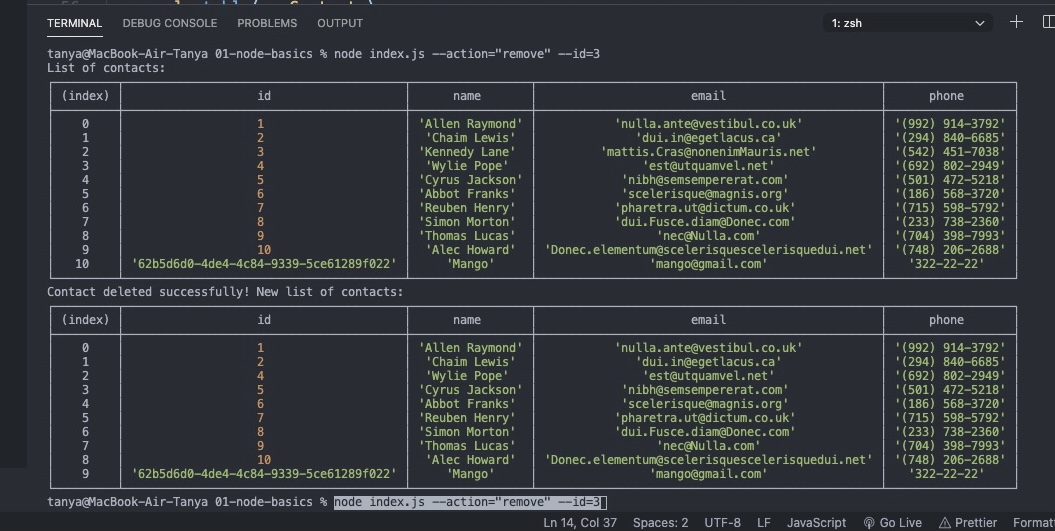 TERMINAL DEBUG CONSOLE PROBLEMS OUTPUT 1: zsh
tanya@MacBook-Air-Tanya 01-node-basics % node index.js --action="remove" --id=3
List of contacts:
(index) id name email phone
0 1 'Allen Raymond' 'nulla.ante@vestibul.co.uk' '(992) 914-3792'
1 2 'Chaim Lewis' 'dui.in@egetlacus.ca' '(294) 840-6685'
2 3 'Kennedy Lane' 'mattis.Cras@nonenimMauris.net' '(542) 451-7038'
3 4 'Wylie Pope' 'est@utquamvel.net' '(692) 802-2949'
4 5 'Cyrus Jackson' 'nibh@semsempererat.com' '(501) 472-5218'
5 6 'Abbot Franks' 'scelerisque@magnis.org' '(186) 568-3720'
6 7 'Reuben Henry' 'pharetra.ut@dictum.co.uk' '(715) 598-5792'
7 8 'Simon Morton' 'dui.Fusce.diam@Donec.com' '(233) 738-2360'
8 9 'Thomas Lucas' 'nec@Nulla.com' '(704) 398-7993'
9 10 'Alec Howard' 'Donec.elementum@scelerisquescelerisquedui.net' '(748) 206-2688'
10 '62b5d6d0-4de4-4c84-9339-5ce61289f022' 'Mango' 'mango@gmail.com' '322-22-22'
Contact deleted successfully! New list of contacts:
(index) id name email phone
0 1 'Allen Raymond' 'nulla.ante@vestibul.co.uk' '(992) 914-3792'
1 2 'Chaim Lewis' 'dui.in@egetlacus.ca' '(294) 840-6685'
2 4 'Wylie Pope' 'est@utquamvel.net' '(692) 802-2949'
3 5 'Cyrus Jackson' 'nibh@semsempererat.com' '(501) 472-5218'
4 6 'Abbot Franks' 'scelerisque@magnis.org' '(186) 568-3720'
5 7 'Reuben Henry' 'pharetra.ut@dictum.co.uk' '(715) 598-5792'
6 8 'Simon Morton' 'dui.Fusce.diam@Donec.com' '(233) 738-2360'
7 9 'Thomas Lucas' 'nec@Nulla.com' '(704) 398-7993'
8 10 'Alec Howard' 'Donec.elementum@scelerisquescelerisquedui.net' '(748) 206-2688'
9 '62b5d6d0-4de4-4c84-9339-5ce61289f022' 'Mango' 'mango@gmail.com' '322-22-22'
tanya@MacBook-Air-Tanya 01-node-basics % node index.js --action="remove" --id=3
Ln 14, Col 37 Spaces: 2 UTF-8 LF JavaScript Go Live Prettier Format